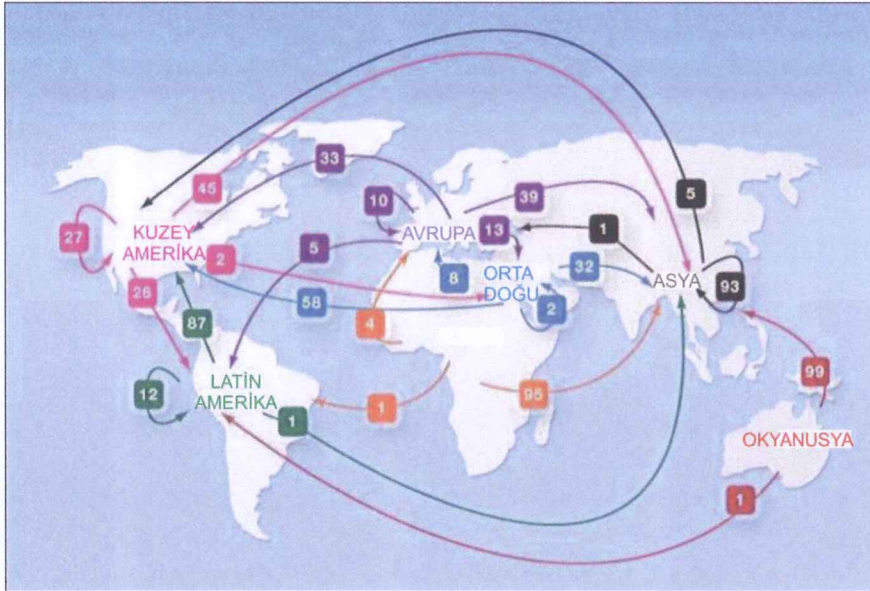 33
45
10
39
5
27
KUZEY
AMERİKA
5
AVRUPA
13
1
2
8
ORTA
DOĞU
32
ASYA
93
26
58
2
87
4
12
LATİN
AMERİKA
1
1
95
99
OKYANUSYA
1